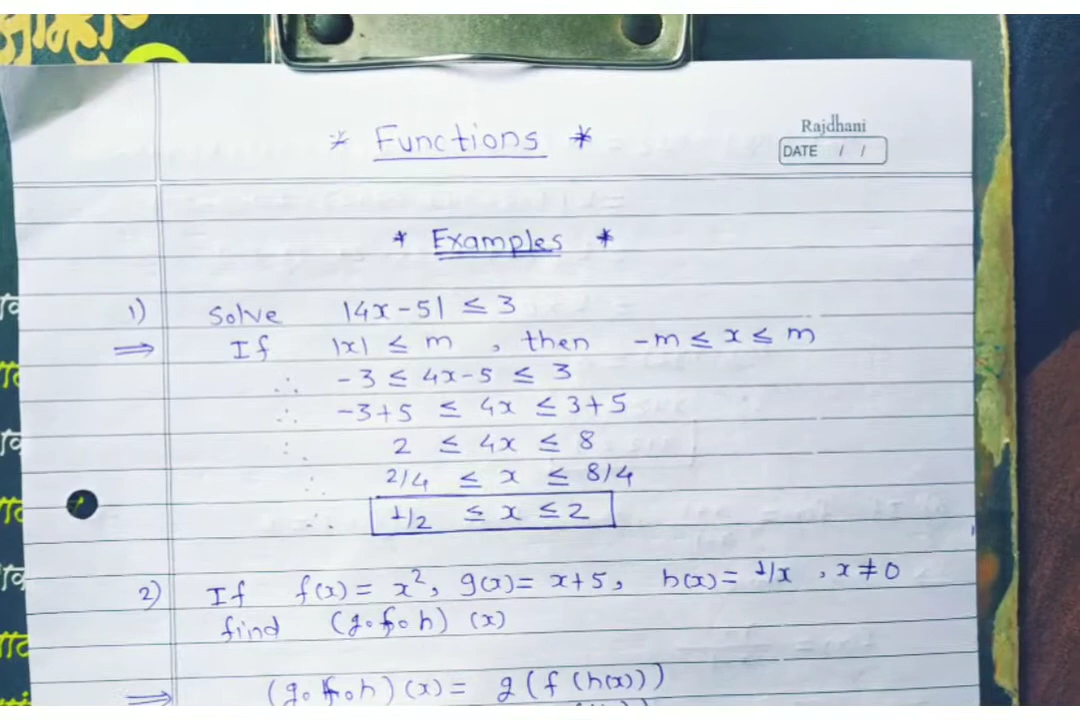 Rajdhani
DATE / /
* Functions *
* Examples *
1) Solve |4x-5| ≤ 3
⇒ If |x| ≤ m , then -m ≤ x ≤ m
∴ -3 ≤ 4x-5 ≤ 3
∴ -3+5 ≤ 4x ≤ 3+5
∴ 2 ≤ 4x ≤ 8
∴ 2/4 ≤ x ≤ 8/4
∴ 1/2 ≤ x ≤ 2
2) If f(x) = x², g(x) = x+5, h(x) = 1/x , x≠0
find (g∘f∘h) (x)
⇒ (g∘f∘h)(x) = g(f(h(x)))